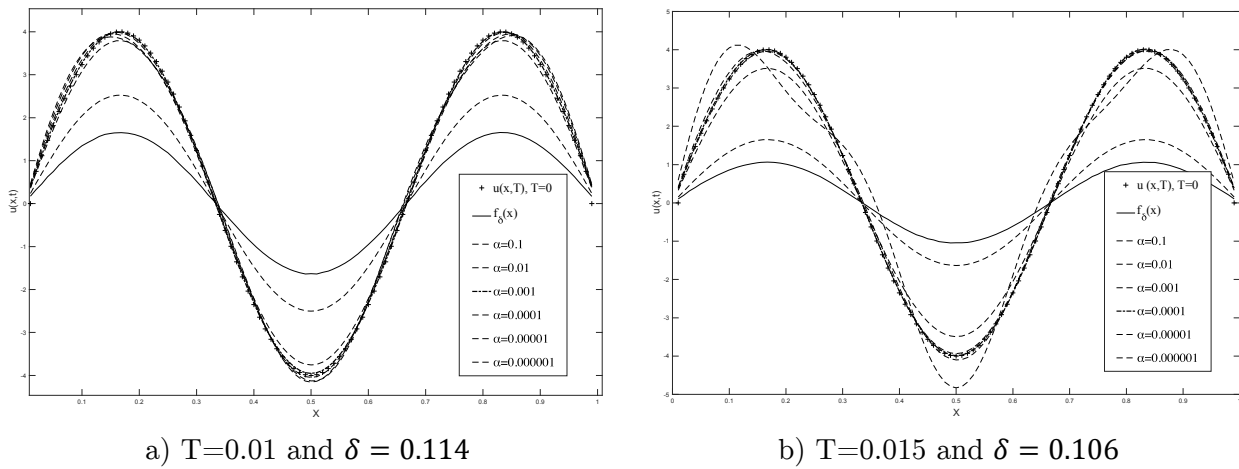 4
3
2
1
0
-1
-2
-3
-4
u(x,t)
0.1 0.2 0.3 0.4 0.5 0.6 0.7 0.8 0.9 1
X
u(x,T), T=0
f_δ(x)
α=0.1
α=0.01
α=0.001
α=0.0001
α=0.00001
α=0.000001
a) T=0.01 and δ = 0.114
5
4
3
2
1
0
-1
-2
-3
-4
-5
u(x,t)
0 0.1 0.2 0.3 0.4 0.5 0.6 0.7 0.8 0.9
X
u (x,T), T=0
f_δ(x)
α=0.1
α=0.01
α=0.001
α=0.0001
α=0.00001
α=0.000001
b) T=0.015 and δ = 0.106